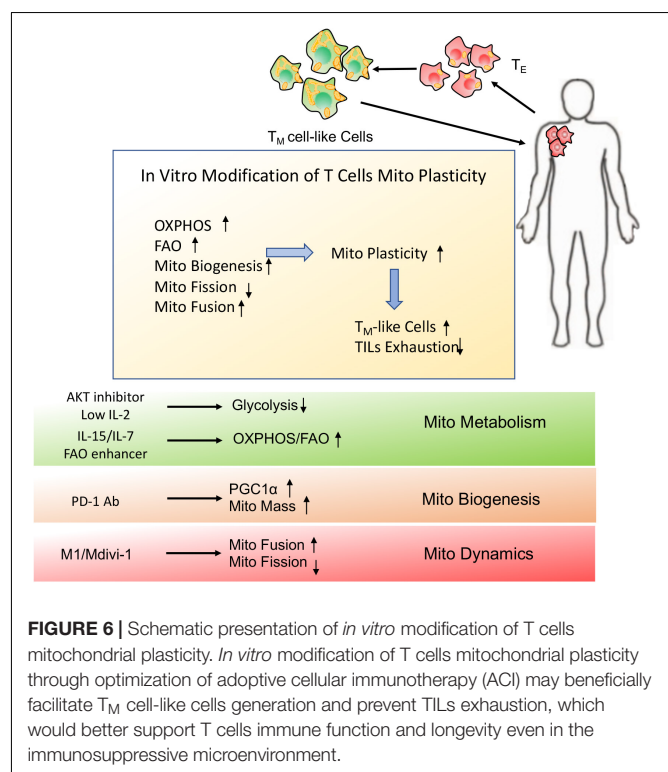 T_E
T_M cell-like Cells
In Vitro Modification of T Cells Mito Plasticity
OXPHOS ↑
FAO ↑
Mito Biogenesis ↑
Mito Fission ↓
Mito Fusion ↑
Mito Plasticity ↑
T_M-like Cells ↑
TILs Exhaustion ↓
AKT inhibitor
Low IL-2
Glycolysis ↓
IL-15/IL-7
FAO enhancer
OXPHOS/FAO ↑
Mito Metabolism
PD-1 Ab
PGC1α ↑
Mito Mass ↑
Mito Biogenesis
M1/Mdivi-1
Mito Fusion ↑
Mito Fission ↓
Mito Dynamics
FIGURE 6 | Schematic presentation of in vitro modification of T cells
mitochondrial plasticity. In vitro modification of T cells mitochondrial plasticity
through optimization of adoptive cellular immunotherapy (ACI) may beneficially
facilitate T_M cell-like cells generation and prevent TILs exhaustion, which
would better support T cells immune function and longevity even in the
immunosuppressive microenvironment.